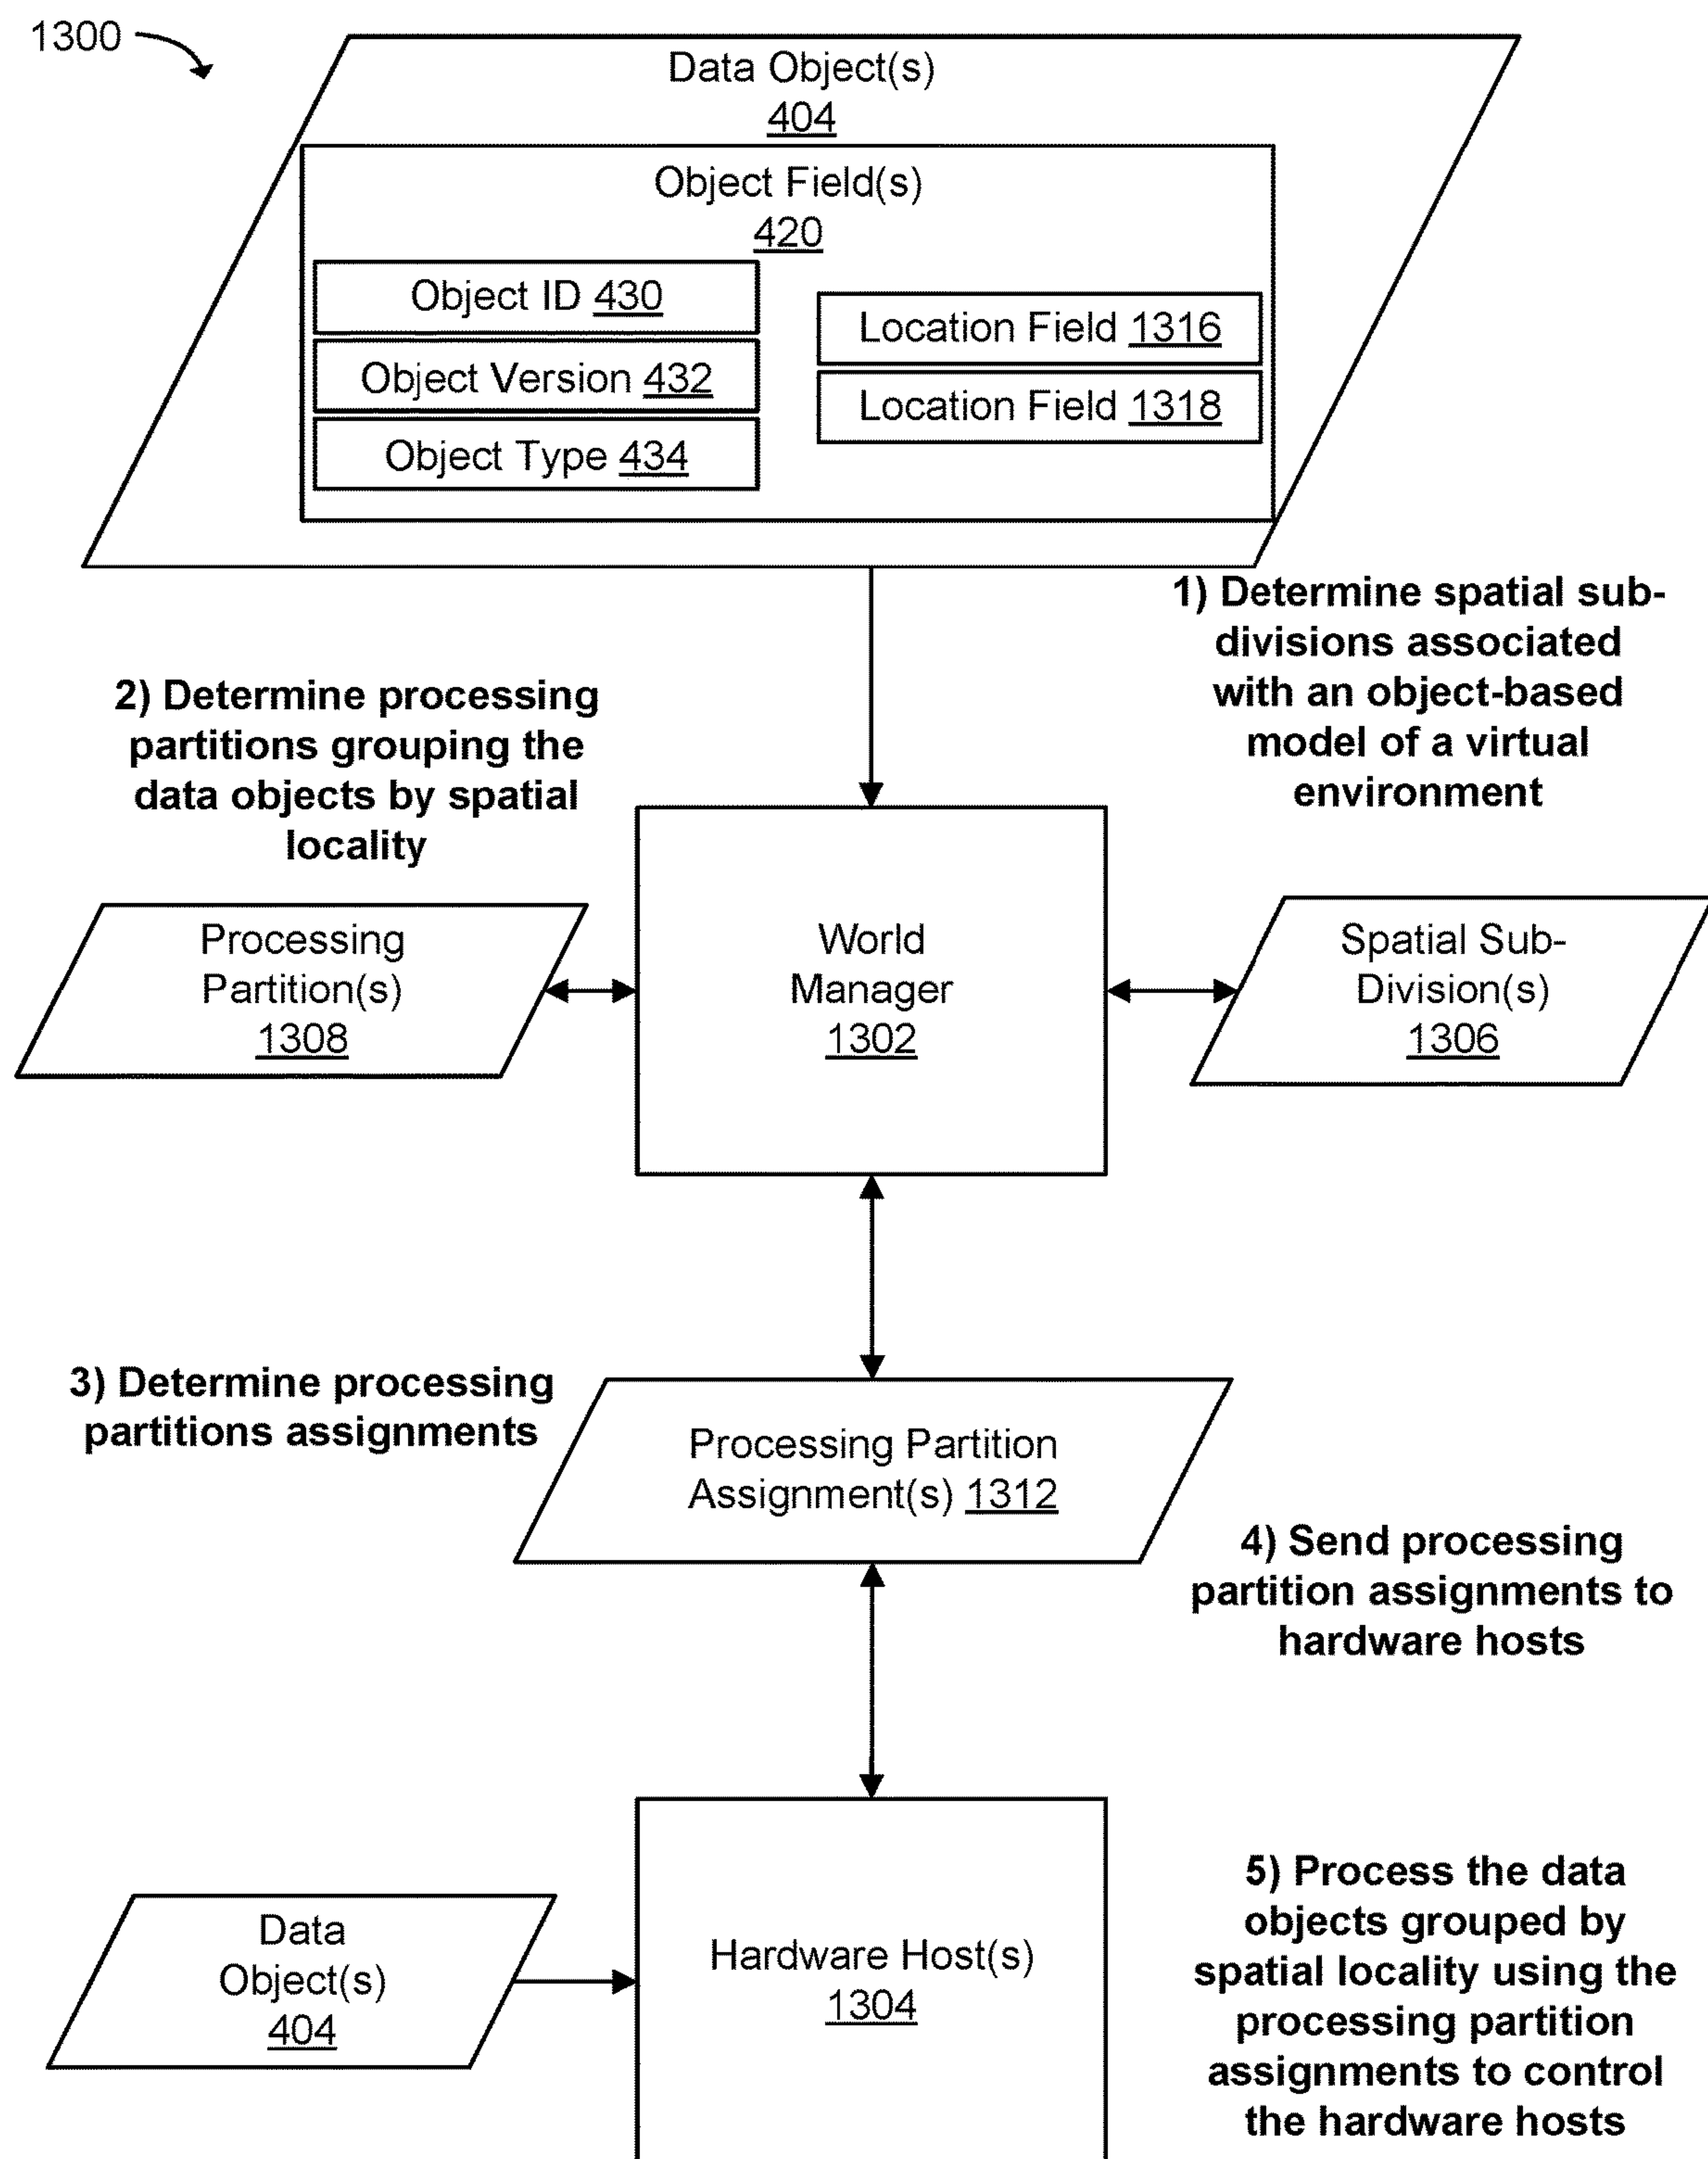 1300
Data Object(s)
404
Object Field(s)
420
Object ID 430
Object Version 432
Object Type 434
Location Field 1316
Location Field 1318
1) Determine spatial sub-
divisions associated
with an object-based
model of a virtual
environment
2) Determine processing
partitions grouping the
data objects by spatial
locality
Processing
Partition(s)
1308
World
Manager
1302
Spatial Sub-
Division(s)
1306
3) Determine processing
partitions assignments
Processing Partition
Assignment(s) 1312
4) Send processing
partition assignments to
hardware hosts
Data
Object(s)
404
Hardware Host(s)
1304
5) Process the data
objects grouped by
spatial locality using the
processing partition
assignments to control
the hardware hosts